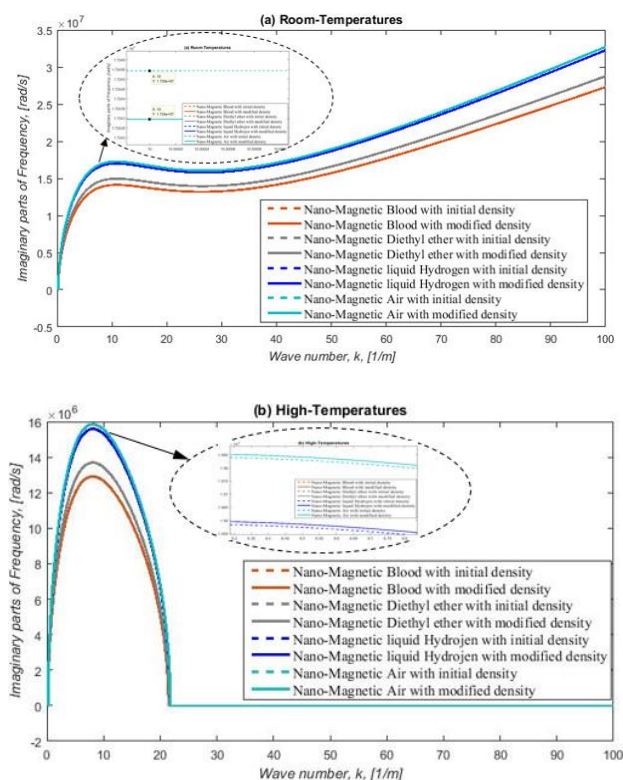 (a) Room-Temperatures
×10⁷
3.5
3
2.5
2
1.5
1
0.5
0
-0.5
Imaginary parts of Frequency, [rad/s]
(a) Room-Temperatures
Nano-Magnetic Blood with initial density
Nano-Magnetic Blood with modified density
Nano-Magnetic Diethyl ether with initial density
Nano-Magnetic Diethyl ether with modified density
Nano-Magnetic liquid Hydrogen with initial density
Nano-Magnetic liquid Hydrogen with modified density
Nano-Magnetic Air with initial density
Nano-Magnetic Air with modified density
0 10 20 30 40 50 60 70 80 90 100
Wave number, k, [1/m]
(b) High-Temperatures
×10⁶
16
14
12
10
8
6
4
2
0
-2
Imaginary parts of Frequency, [rad/s]
(b) High-Temperatures
Nano-Magnetic Blood with initial density
Nano-Magnetic Blood with modified density
Nano-Magnetic Diethyl ether with initial density
Nano-Magnetic Diethyl ether with modified density
Nano-Magnetic liquid Hydrojen with initial density
Nano-Magnetic liquid Hydrojen with modified density
Nano-Magnetic Air with initial density
Nano-Magnetic Air with modified density
0 10 20 30 40 50 60 70 80 90 100
Wave number, k, [1/m]